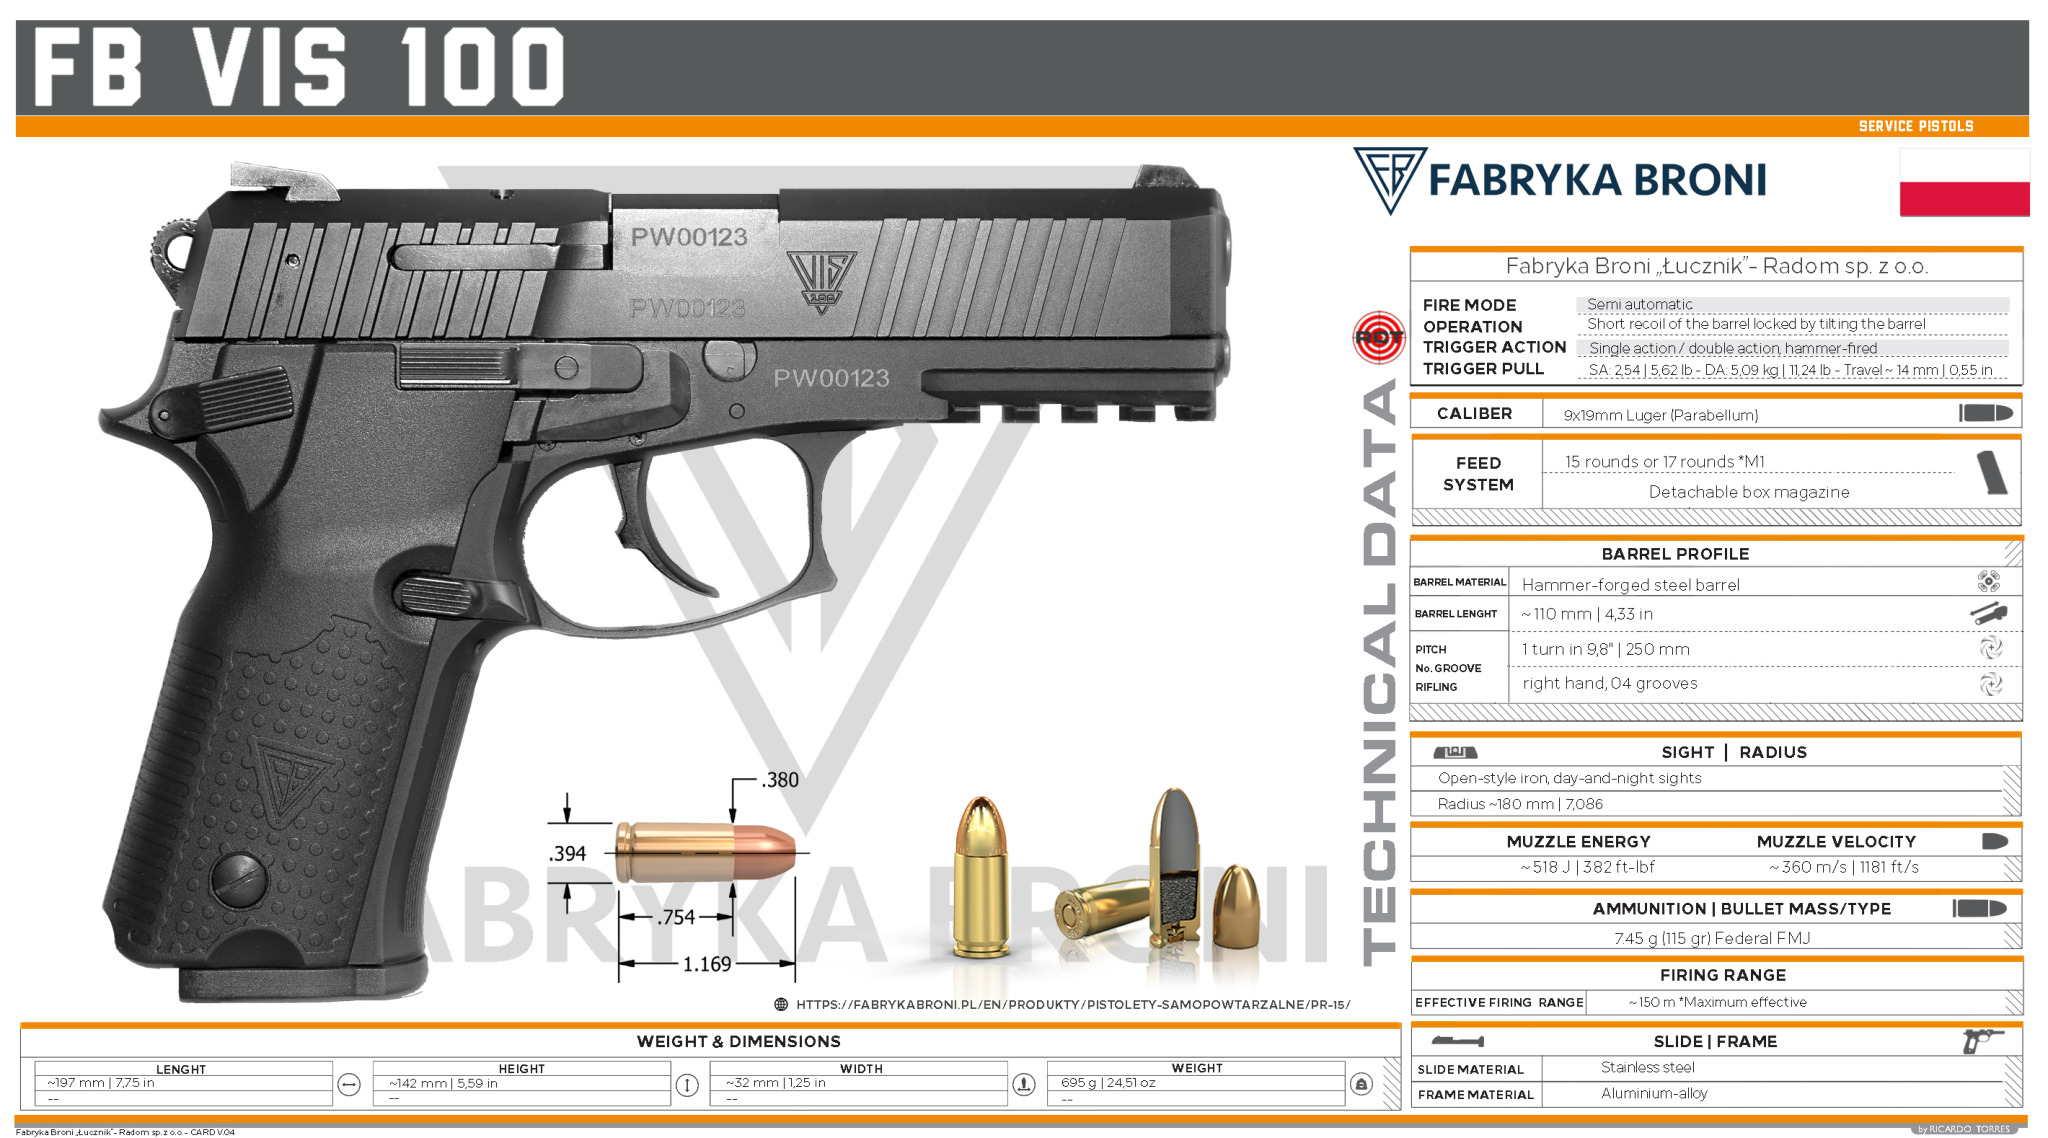 FB VIS 100
SERVICE PISTOLS
FB FABRYKA BRONI
PW00123
PW00123
VIS
100
PW00123
FB
FABRYKA BRONI
.380
.394
.754
1.169
HTTPS://FABRYKABRONI.PL/EN/PRODUKTY/PISTOLETY-SAMOPOWTARZALNE/PR-15/
TECHNICAL DATA
RDT
Fabryka Broni „Łucznik”- Radom sp. z o.o.
FIRE MODE Semi automatic
OPERATION Short recoil of the barrel locked by tilting the barrel
TRIGGER ACTION Single action / double action, hammer-fired
TRIGGER PULL SA: 2,54 | 5,62 lb - DA: 5,09 kg | 11,24 lb - Travel ~ 14 mm | 0,55 in
CALIBER 9x19mm Luger (Parabellum)
FEED SYSTEM
15 rounds or 17 rounds *M1
Detachable box magazine
BARREL PROFILE
BARREL MATERIAL Hammer-forged steel barrel
BARREL LENGHT ~ 110 mm | 4,33 in
PITCH 1 turn in 9,8" | 250 mm
No. GROOVE
RIFLING right hand, 04 grooves
SIGHT | RADIUS
Open-style iron, day-and-night sights
Radius ~180 mm | 7,086
MUZZLE ENERGY MUZZLE VELOCITY
~ 518 J | 382 ft-lbf ~ 360 m/s | 1181 ft/s
AMMUNITION | BULLET MASS/TYPE
7.45 g (115 gr) Federal FMJ
FIRING RANGE
EFFECTIVE FIRING RANGE ~ 150 m *Maximum effective
SLIDE | FRAME
SLIDE MATERIAL Stainless steel
FRAME MATERIAL Aluminium-alloy
WEIGHT & DIMENSIONS
LENGHT HEIGHT WIDTH WEIGHT
~197 mm | 7,75 in ~142 mm | 5,59 in ~32 mm | 1,25 in 695 g | 24,51 oz
-- -- -- --
Fabryka Broni „Łucznik”- Radom sp. z o.o. - CARD V.04
by RICARDO TORRES